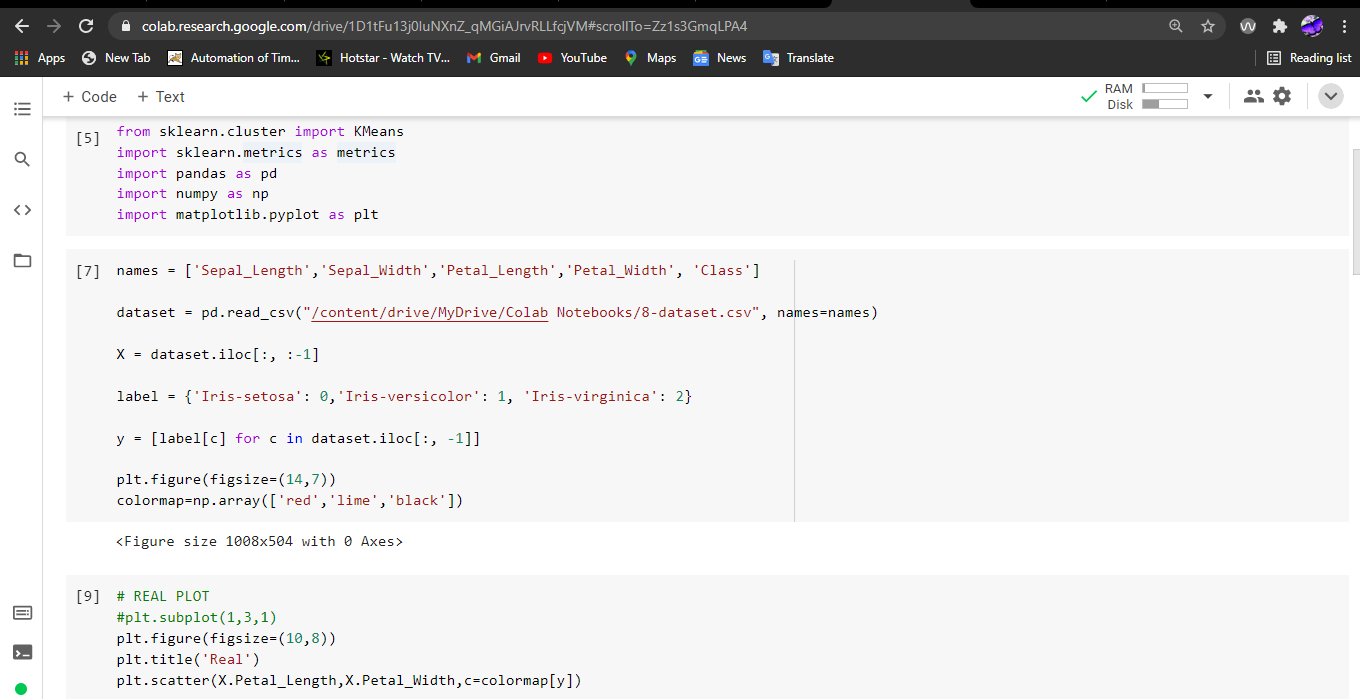 colab.research.google.com/drive/1D1tFu13j0luNXnZ_qMGiAJrvRLLfcjVM#scrollTo=Zz1s3GmqLPA4
Apps New Tab Automation of Tim... Hotstar - Watch TV... Gmail YouTube Maps News Translate Reading list
+ Code + Text RAM Disk
[5] from sklearn.cluster import KMeans
import sklearn.metrics as metrics
import pandas as pd
import numpy as np
import matplotlib.pyplot as plt
[7] names = ['Sepal_Length','Sepal_Width','Petal_Length','Petal_Width', 'Class']
dataset = pd.read_csv("/content/drive/MyDrive/Colab Notebooks/8-dataset.csv", names=names)
X = dataset.iloc[:, :-1]
label = {'Iris-setosa': 0,'Iris-versicolor': 1, 'Iris-virginica': 2}
y = [label[c] for c in dataset.iloc[:, -1]]
plt.figure(figsize=(14,7))
colormap=np.array(['red','lime','black'])
<Figure size 1008x504 with 0 Axes>
[9] # REAL PLOT
#plt.subplot(1,3,1)
plt.figure(figsize=(10,8))
plt.title('Real')
plt.scatter(X.Petal_Length,X.Petal_Width,c=colormap[y])